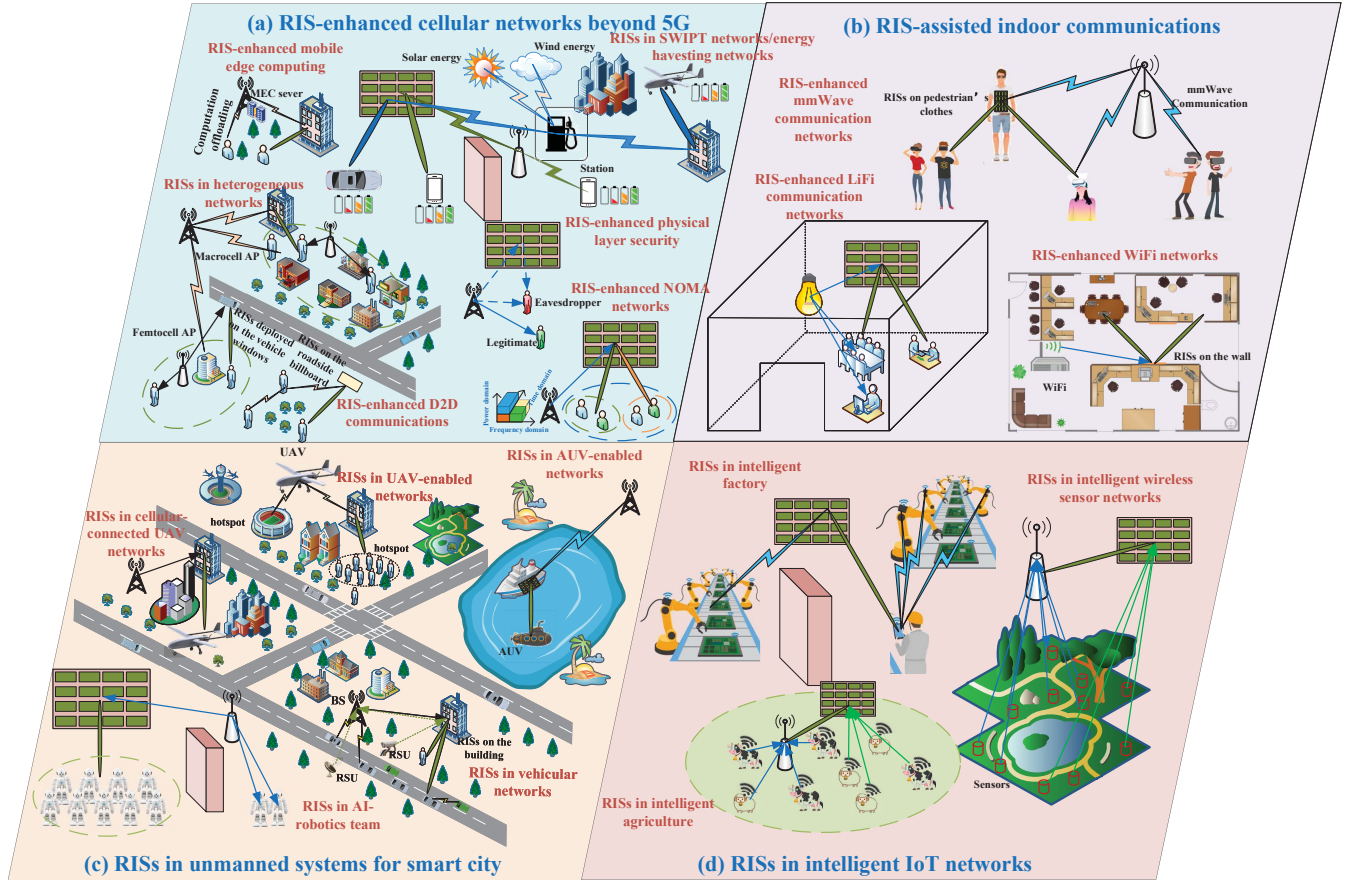 (a) RIS-enhanced cellular networks beyond 5G
RIS-enhanced mobile
edge computing
MEC sever
Computation
offloading
Solar energy
Wind energy
RISs in SWIPT networks/energy
havesting networks
Station
RISs in heterogeneous
networks
Macrocell AP
Femtocell AP
RISs deployed
on the vehicle
windows
RISs on the
roadside
billboard
RIS-enhanced D2D
communications
RIS-enhanced physical
layer security
Eavesdropper
Legitimate
RIS-enhanced NOMA
networks
Power domain
Time domain
Frequency domain
(b) RIS-assisted indoor communications
RIS-enhanced
mmWave
communication
networks
RISs on pedestrian’s
clothes
mmWave
Communication
RIS-enhanced LiFi
communication
networks
RIS-enhanced WiFi networks
RISs on the wall
WiFi
UAV
hotspot
RISs in UAV-enabled
networks
hotspot
RISs in cellular-
connected UAV
networks
RISs in AUV-enabled
networks
AUV
BS
RSU
RSU
RISs on the
building
RISs in vehicular
networks
RISs in AI-
robotics team
(c) RISs in unmanned systems for smart city
RISs in intelligent
factory
RISs in intelligent wireless
sensor networks
Sensors
RISs in intelligent
agriculture
(d) RISs in intelligent IoT networks